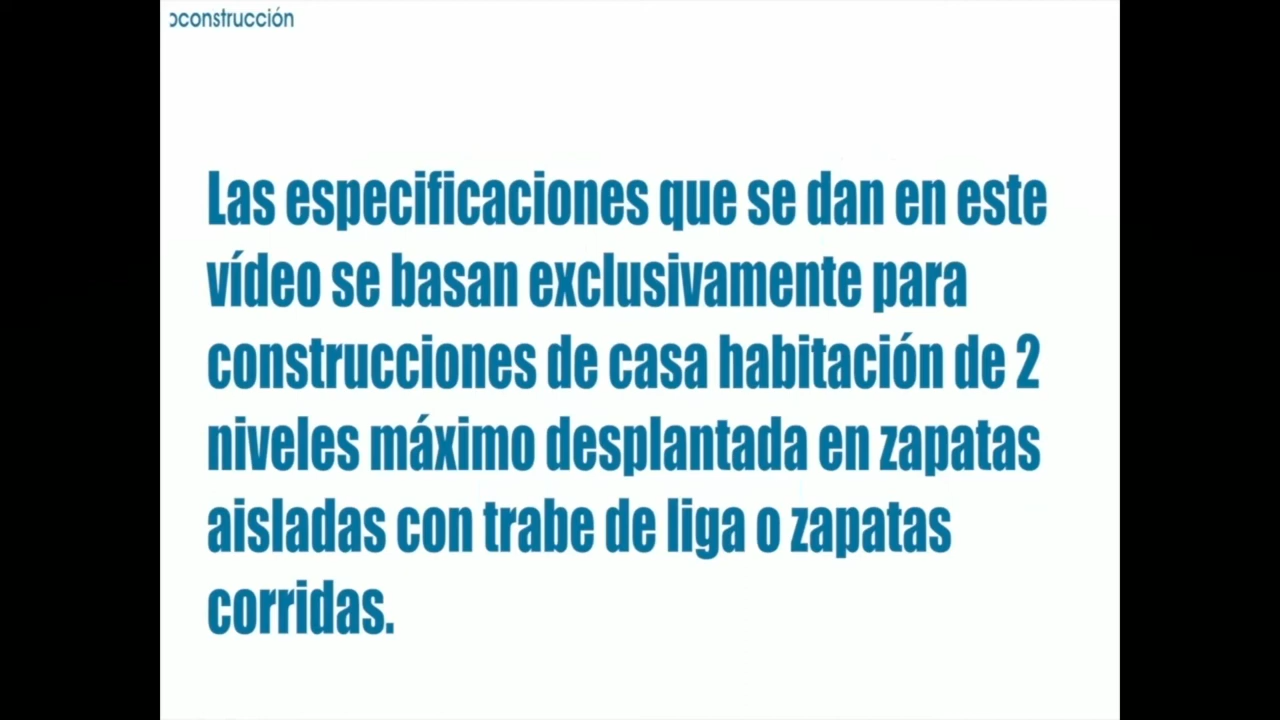 oconstrucción
Las especificaciones que se dan en este
vídeo se basan exclusivamente para
construcciones de casa habitación de 2
niveles máximo desplantada en zapatas
aisladas con trabe de liga o zapatas
corridas.